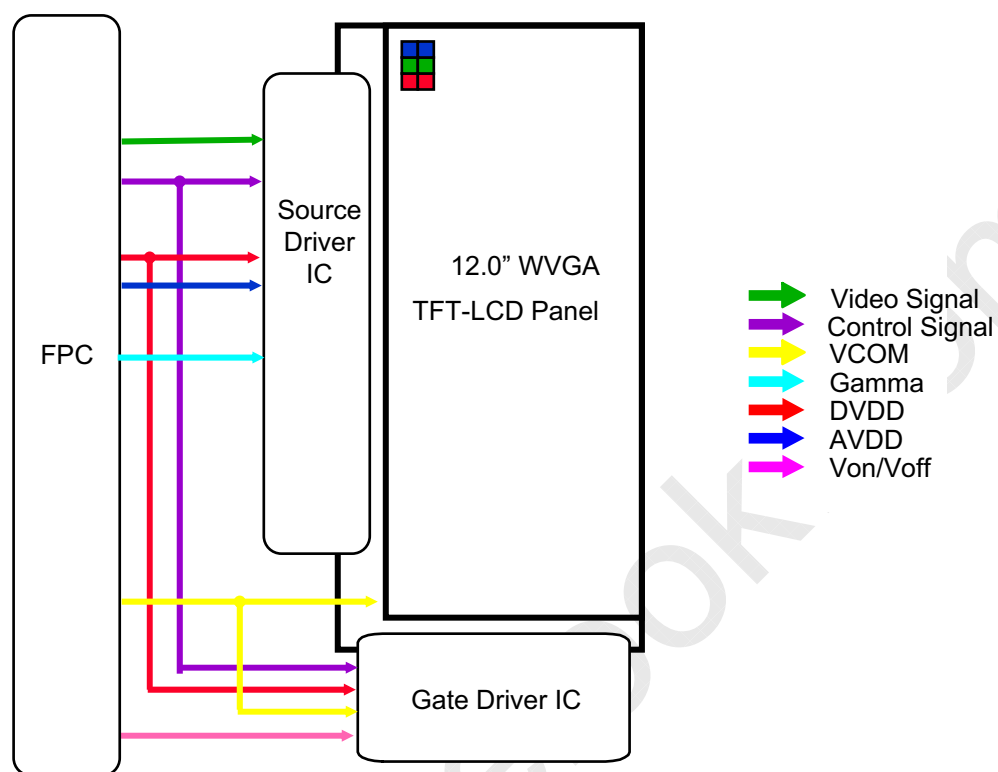 FPC
Source
Driver
IC
12.0” WVGA
TFT-LCD Panel
Gate Driver IC
Video Signal
Control Signal
VCOM
Gamma
DVDD
AVDD
Von/Voff
ook